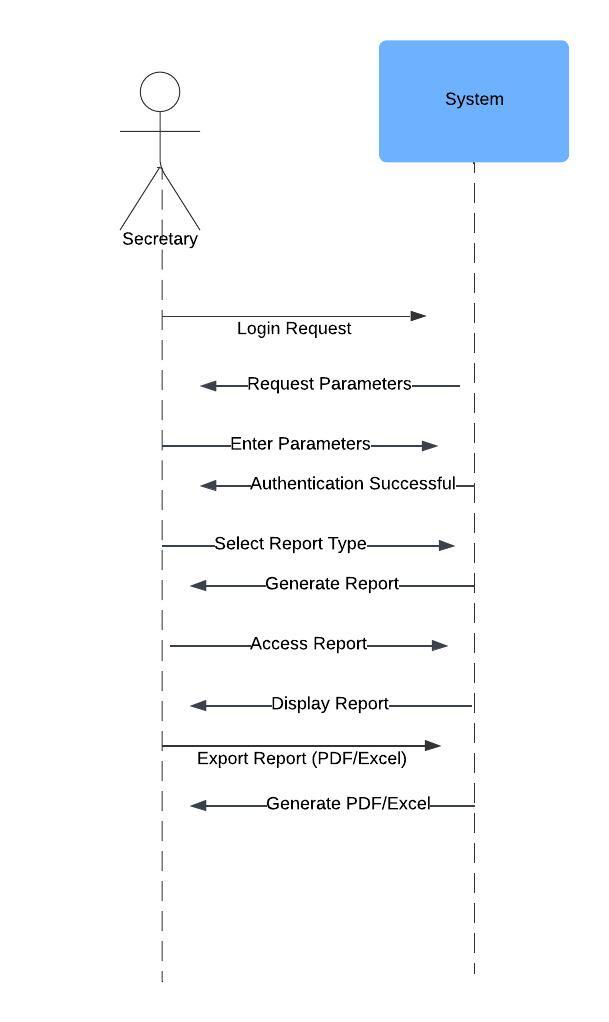 System
Secretary
Login Request
Request Parameters
Enter Parameters
Authentication Successful
Select Report Type
Generate Report
Access Report
Display Report
Export Report (PDF/Excel)
Generate PDF/Excel